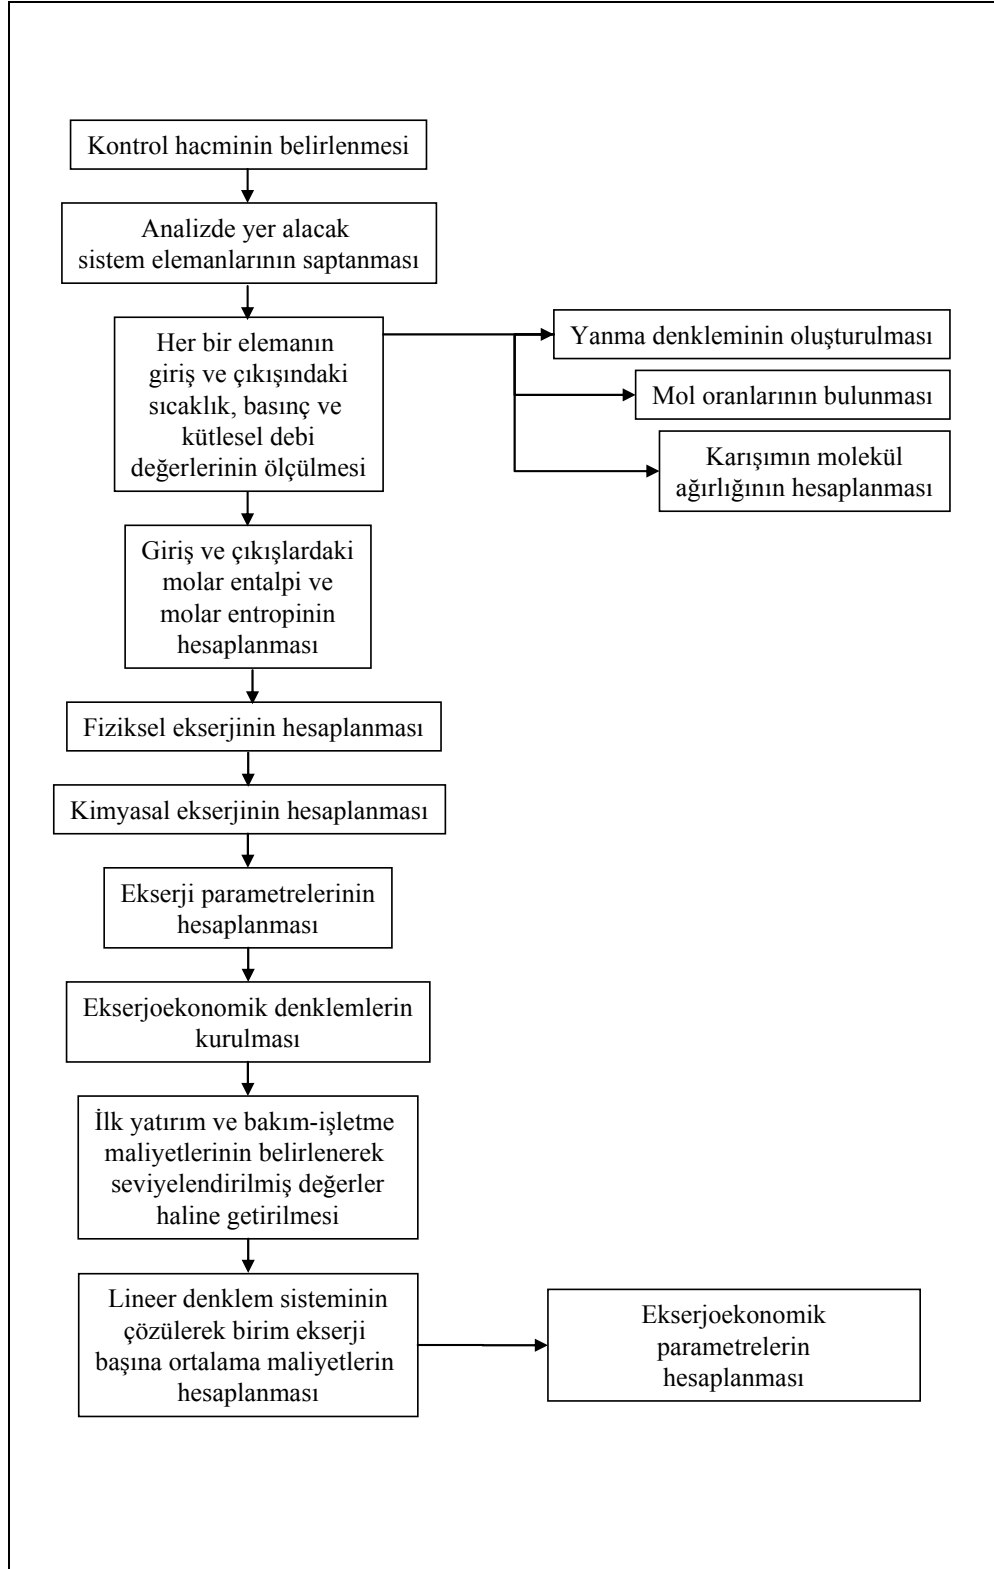 Kontrol hacminin belirlenmesi
Analizde yer alacak
sistem elemanlarının saptanması
Her bir elemanın
giriş ve çıkışındaki
sıcaklık, basınç ve
kütlesel debi
değerlerinin ölçülmesi
Yanma denkleminin oluşturulması
Mol oranlarının bulunması
Karışımın molekül
ağırlığının hesaplanması
Giriş ve çıkışlardaki
molar entalpi ve
molar entropinin
hesaplanması
Fiziksel ekserjinin hesaplanması
Kimyasal ekserjinin hesaplanması
Ekserji parametrelerinin
hesaplanması
Ekserjoekonomik denklemlerin
kurulması
İlk yatırım ve bakım-işletme
maliyetlerinin belirlenerek
seviyelendirilmiş değerler
haline getirilmesi
Lineer denklem sisteminin
çözülerek birim ekserji
başına ortalama maliyetlerin
hesaplanması
Ekserjoekonomik
parametrelerin
hesaplanması